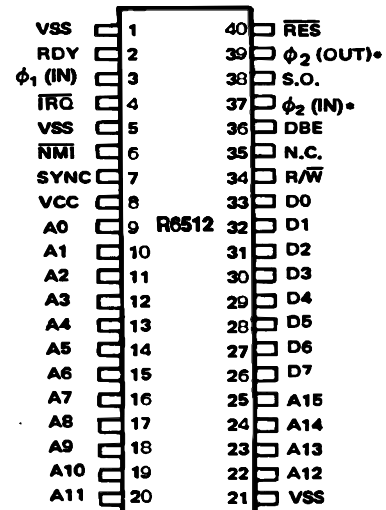 VSS 1 40 R̅E̅S̅
RDY 2 39 ϕ2 (OUT)*
ϕ1 (IN) 3 38 S.O.
I̅R̅Q̅ 4 37 ϕ2 (IN)*
VSS 5 36 DBE
N̅M̅I̅ 6 35 N.C.
SYNC 7 34 R/W̅
VCC 8 33 D0
A0 9 R6512 32 D1
A1 10 31 D2
A2 11 30 D3
A3 12 29 D4
A4 13 28 D5
A5 14 27 D6
A6 15 26 D7
A7 16 25 A15
A8 17 24 A14
A9 18 23 A13
A10 19 22 A12
A11 20 21 VSS